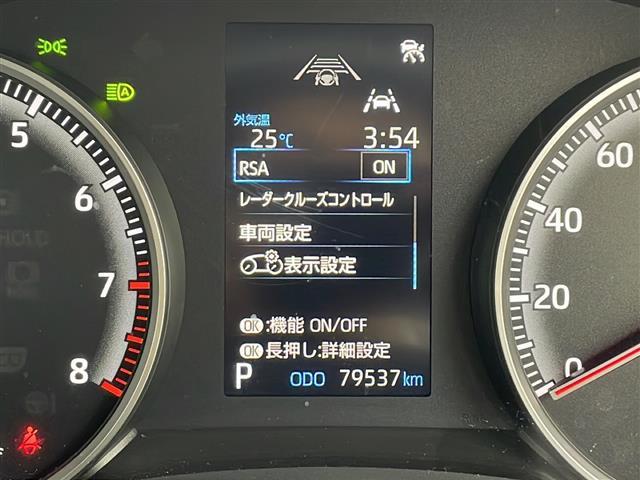 外気温
25℃ 3:54
RSA ON
レーダークルーズコントロール
車両設定
表示設定
OK:機能 ON/OFF
OK 長押し:詳細設定
P ODO 79537km
5
6
7
8
60
40
20
0
A